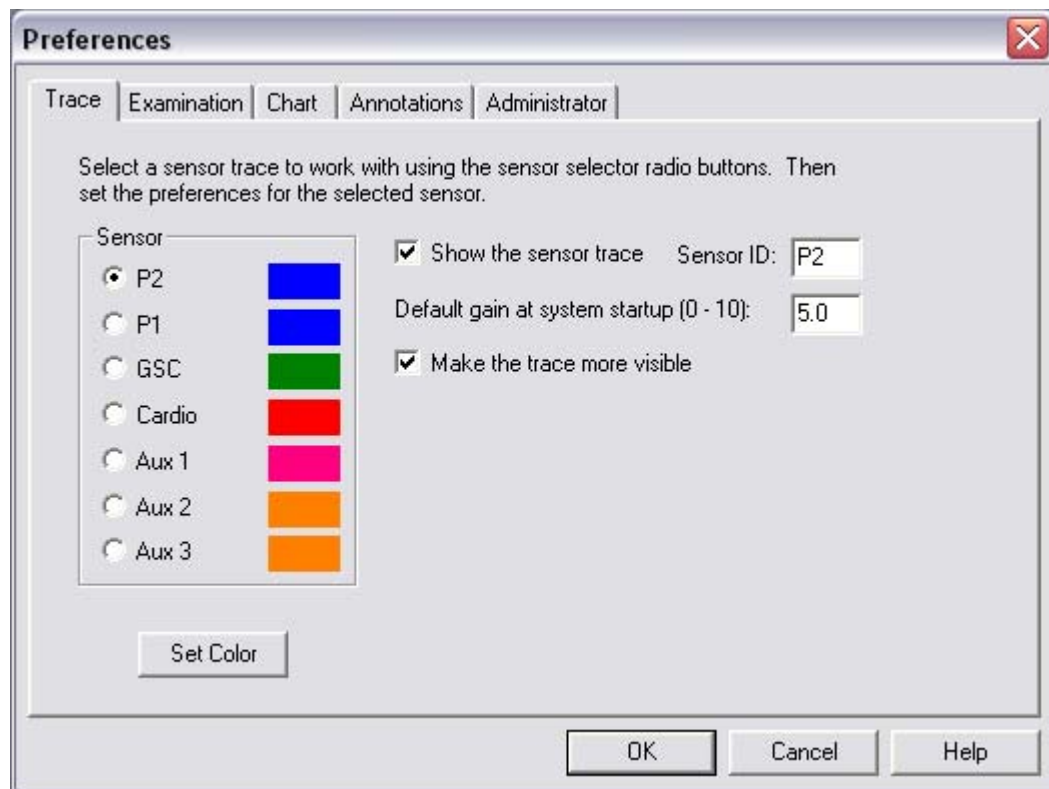 Preferences
Trace Examination Chart Annotations Administrator
Select a sensor trace to work with using the sensor selector radio buttons. Then
set the preferences for the selected sensor.
Sensor
P2
P1
GSC
Cardio
Aux 1
Aux 2
Aux 3
Set Color
Show the sensor trace Sensor ID: P2
Default gain at system startup (0 - 10): 5.0
Make the trace more visible
OK Cancel Help